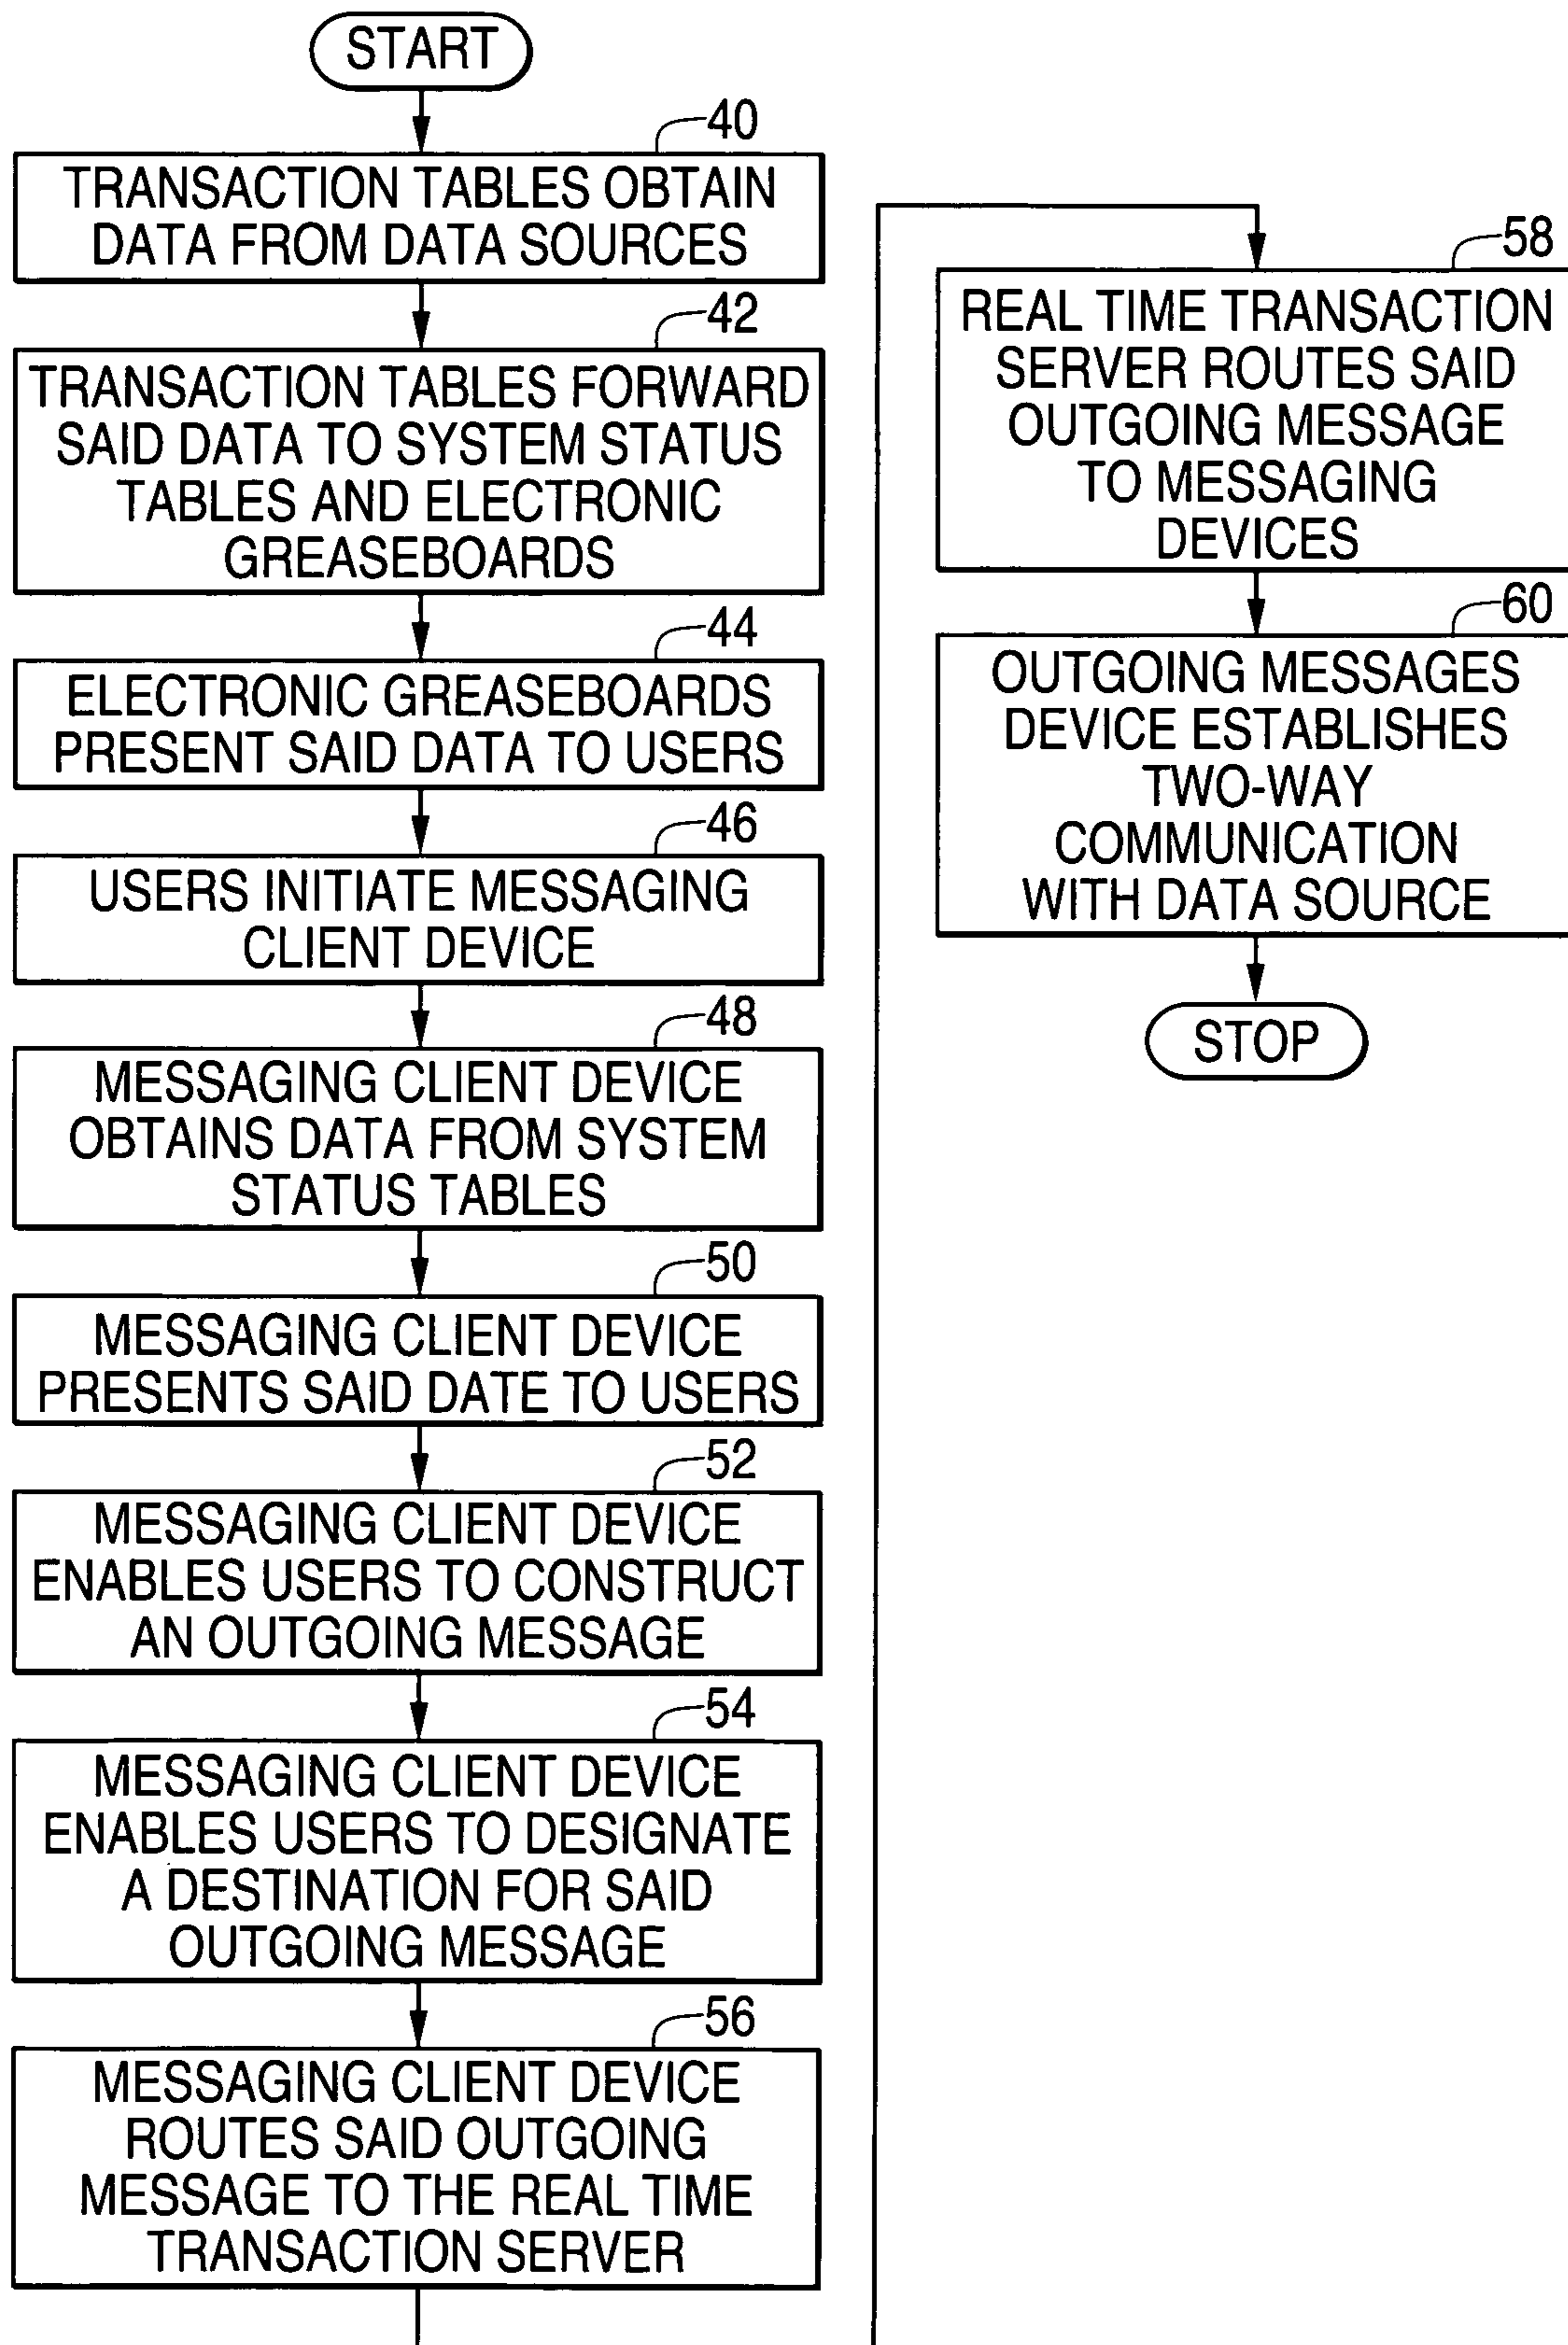 START
40
TRANSACTION TABLES OBTAIN
DATA FROM DATA SOURCES
42
TRANSACTION TABLES FORWARD
SAID DATA TO SYSTEM STATUS
TABLES AND ELECTRONIC
GREASEBOARDS
44
ELECTRONIC GREASEBOARDS
PRESENT SAID DATA TO USERS
46
USERS INITIATE MESSAGING
CLIENT DEVICE
48
MESSAGING CLIENT DEVICE
OBTAINS DATA FROM SYSTEM
STATUS TABLES
50
MESSAGING CLIENT DEVICE
PRESENTS SAID DATE TO USERS
52
MESSAGING CLIENT DEVICE
ENABLES USERS TO CONSTRUCT
AN OUTGOING MESSAGE
54
MESSAGING CLIENT DEVICE
ENABLES USERS TO DESIGNATE
A DESTINATION FOR SAID
OUTGOING MESSAGE
56
MESSAGING CLIENT DEVICE
ROUTES SAID OUTGOING
MESSAGE TO THE REAL TIME
TRANSACTION SERVER
58
REAL TIME TRANSACTION
SERVER ROUTES SAID
OUTGOING MESSAGE
TO MESSAGING
DEVICES
60
OUTGOING MESSAGES
DEVICE ESTABLISHES
TWO-WAY
COMMUNICATION
WITH DATA SOURCE
STOP